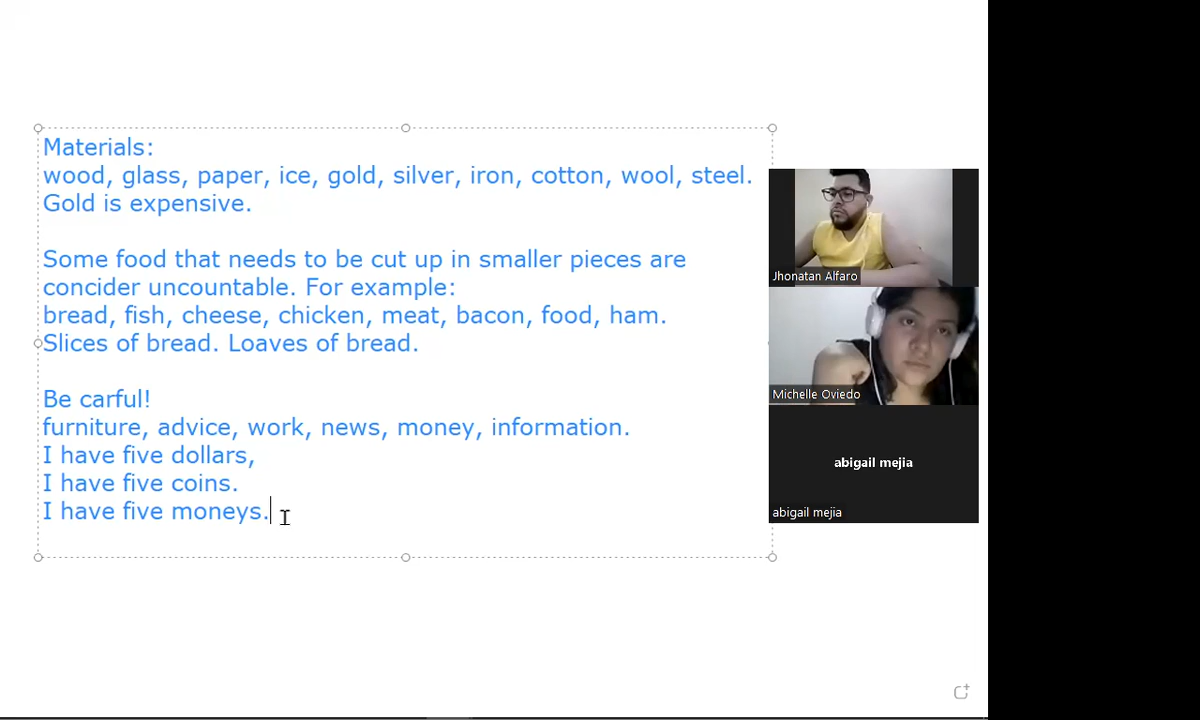 Materials:
wood, glass, paper, ice, gold, silver, iron, cotton, wool, steel.
Gold is expensive.
Some food that needs to be cut up in smaller pieces are
concider uncountable. For example:
bread, fish, cheese, chicken, meat, bacon, food, ham.
Slices of bread. Loaves of bread.
Be carful!
furniture, advice, work, news, money, information.
I have five dollars,
I have five coins.
I have five moneys.
Jhonatan Alfaro
Michelle Oviedo
abigail mejia
abigail mejia